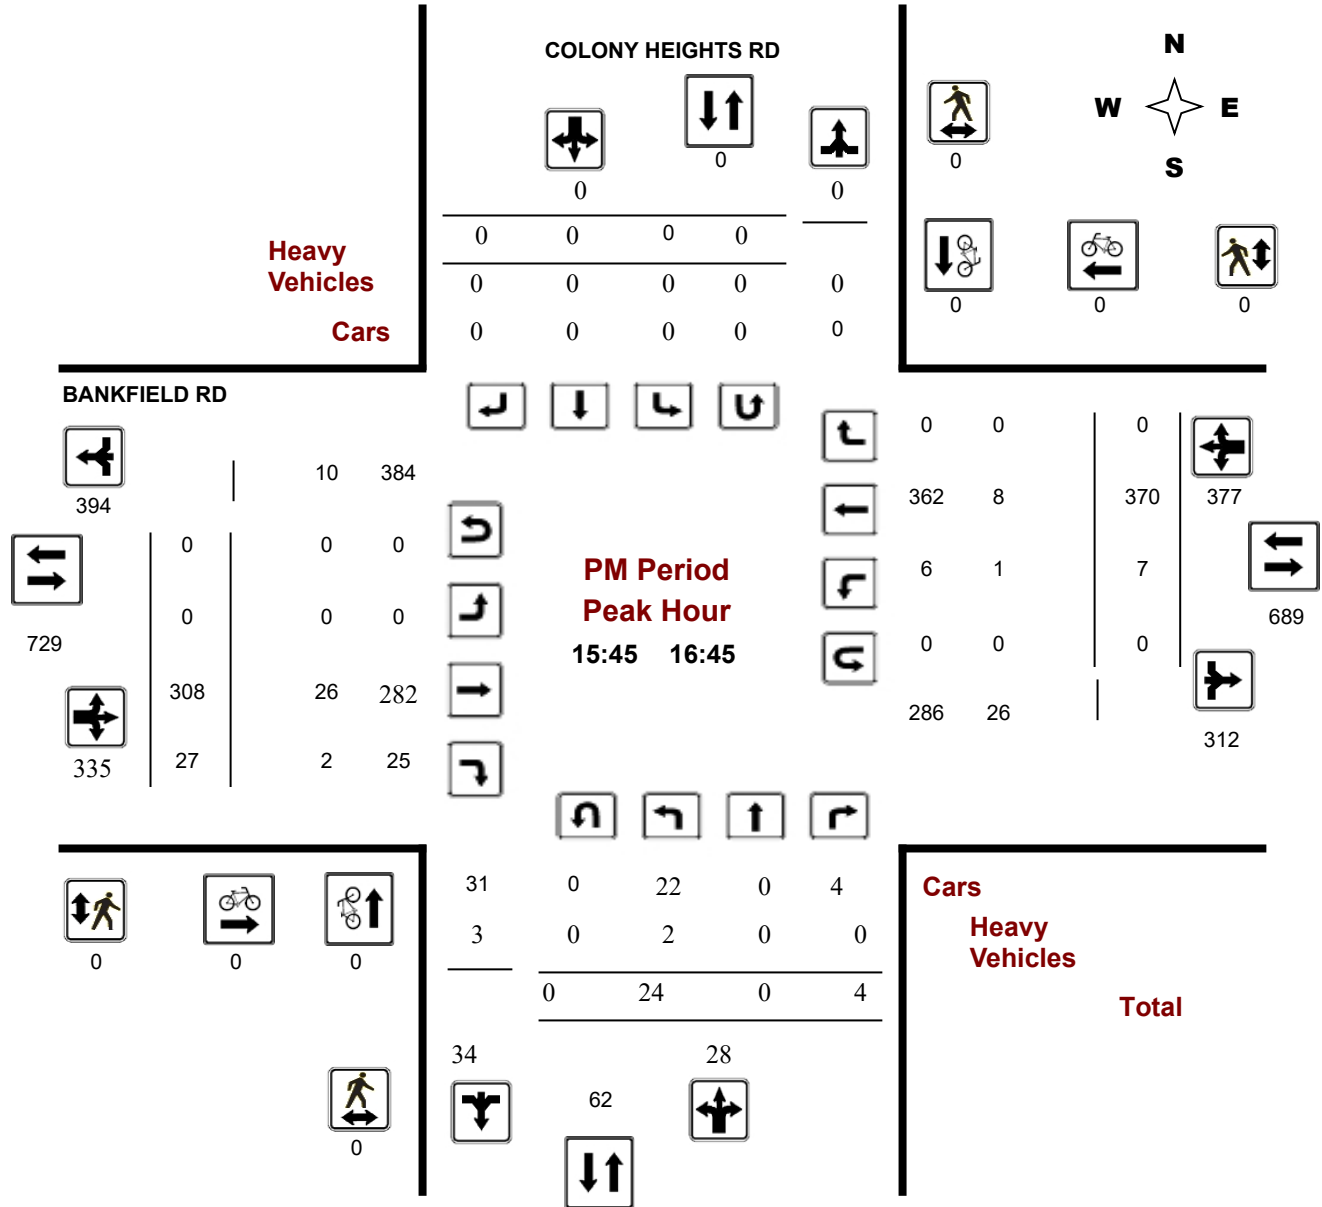 COLONY HEIGHTS RD
N
W E
S
0
0
0 0
0 0 0 0
Heavy
Vehicles
0 0 0 0 0
0 0 0
Cars
0 0 0 0 0
BANKFIELD RD
0 0 0
10 384
394
362 8 370 377
0 0 0
PM Period
6 1 7
Peak Hour
0 0 0
729
15:45 16:45
0 0 0
689
308 26 282
286 26
312
335 27 2 25
31 0 22 0 4
Cars
3 0 2 0 0
Heavy
Vehicles
0 0 0
0 24 0 4
Total
34 28
62
0